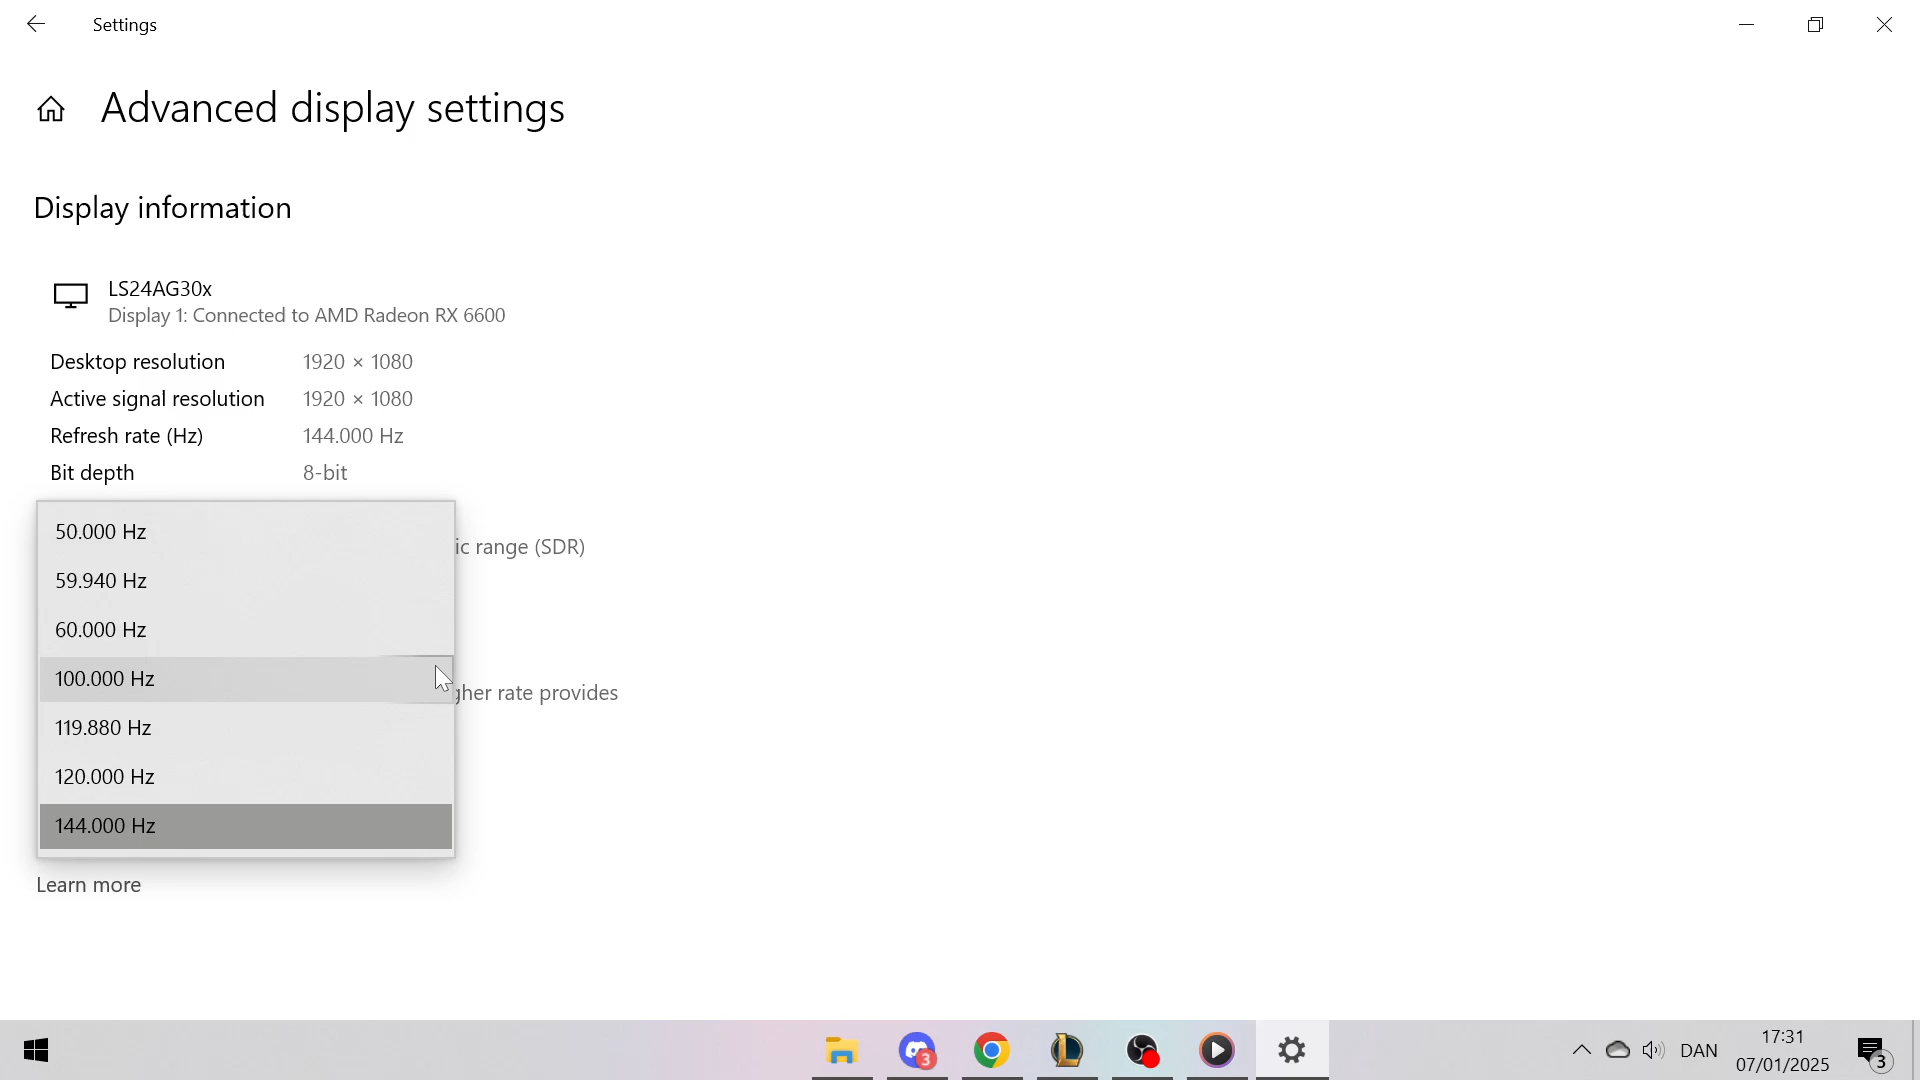 Settings
Advanced display settings
Display information
LS24AG30x
Display 1: Connected to AMD Radeon RX 6600
Desktop resolution 1920 × 1080
Active signal resolution 1920 × 1080
Refresh rate (Hz) 144.000 Hz
Bit depth 8-bit
50.000 Hz
ic range (SDR)
59.940 Hz
60.000 Hz
100.000 Hz
gher rate provides
119.880 Hz
120.000 Hz
144.000 Hz
Learn more
3
DAN
17:31
07/01/2025
3